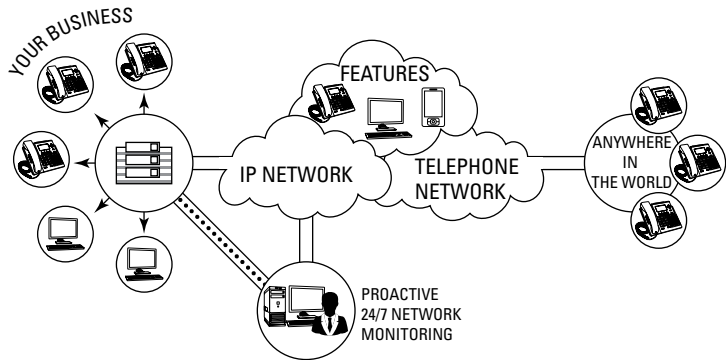 YOUR BUSINESS
FEATURES
IP NETWORK
TELEPHONE
NETWORK
ANYWHERE
IN
THE WORLD
PROACTIVE
24/7 NETWORK
MONITORING